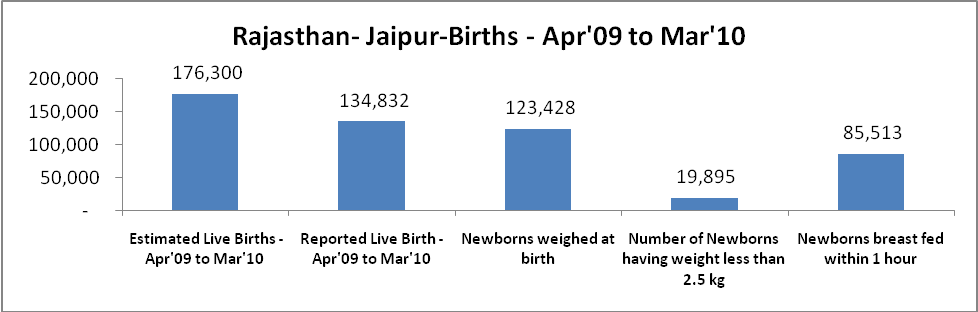 Rajasthan- Jaipur-Births - Apr'09 to Mar'10
200,000
150,000
100,000
50,000
-
176,300
134,832
123,428
19,895
85,513
Estimated Live Births -
Apr'09 to Mar'10
Reported Live Birth -
Apr'09 to Mar'10
Newborns weighed at
birth
Number of Newborns
having weight less than
2.5 kg
Newborns breast fed
within 1 hour